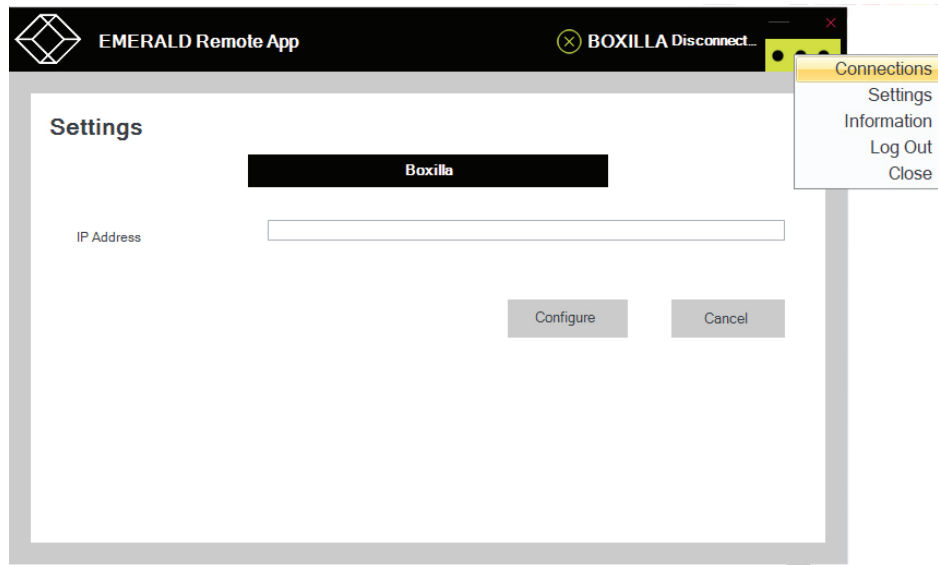 EMERALD Remote App
BOXILLA Disconnect...
Connections
Settings
Information
Log Out
Close
Settings
Boxilla
IP Address
Configure
Cancel